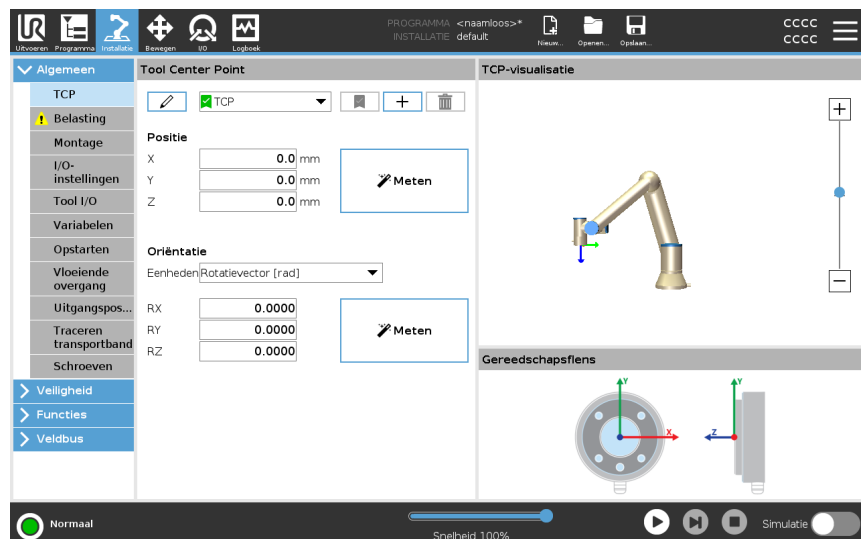 Uitvoeren Programma Installatie Bewegen I/O Logboek
PROGRAMMA <naamloos>*
INSTALLATIE default
Nieuw... Openen... Opslaan...
cccc
cccc
Algemeen
TCP
Belasting
Montage
I/O-
instellingen
Tool I/O
Variabelen
Opstarten
Vloeiende
overgang
Uitgangspos...
Traceren
transportband
Schroeven
Veiligheid
Functies
Veldbus
Tool Center Point
TCP
Positie
X 0.0 mm
Y 0.0 mm
Z 0.0 mm
Meten
Oriëntatie
Eenheden Rotatievector [rad]
RX 0.0000
RY 0.0000
RZ 0.0000
Meten
TCP-visualisatie
Gereedschapsflens
Y
X
Y
Z
Normaal
Snelheid 100%
Simulatie